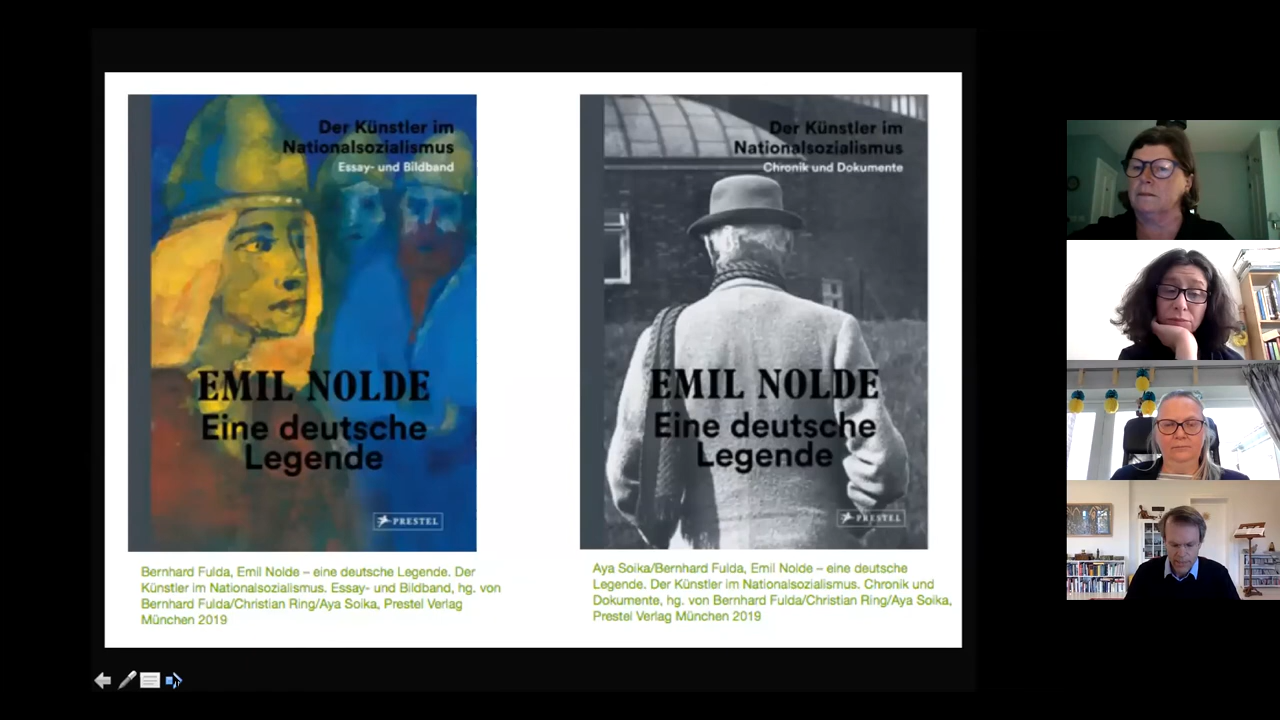 Der Künstler im
Nationalsozialismus
Essay- und Bildband
EMIL NOLDE
Eine deutsche
Legende
PRESTEL
Bernhard Fulda, Emil Nolde – eine deutsche Legende. Der
Künstler im Nationalsozialismus. Essay- und Bildband, hg. von
Bernhard Fulda/Christian Ring/Aya Soika, Prestel Verlag
München 2019
Der Künstler im
Nationalsozialismus
Chronik und Dokumente
EMIL NOLDE
Eine deutsche
Legende
PRESTEL
Aya Soika/Bernhard Fulda, Emil Nolde – eine deutsche
Legende. Der Künstler im Nationalsozialismus. Chronik und
Dokumente, hg. von Bernhard Fulda/Christian Ring/Aya Soika,
Prestel Verlag München 2019